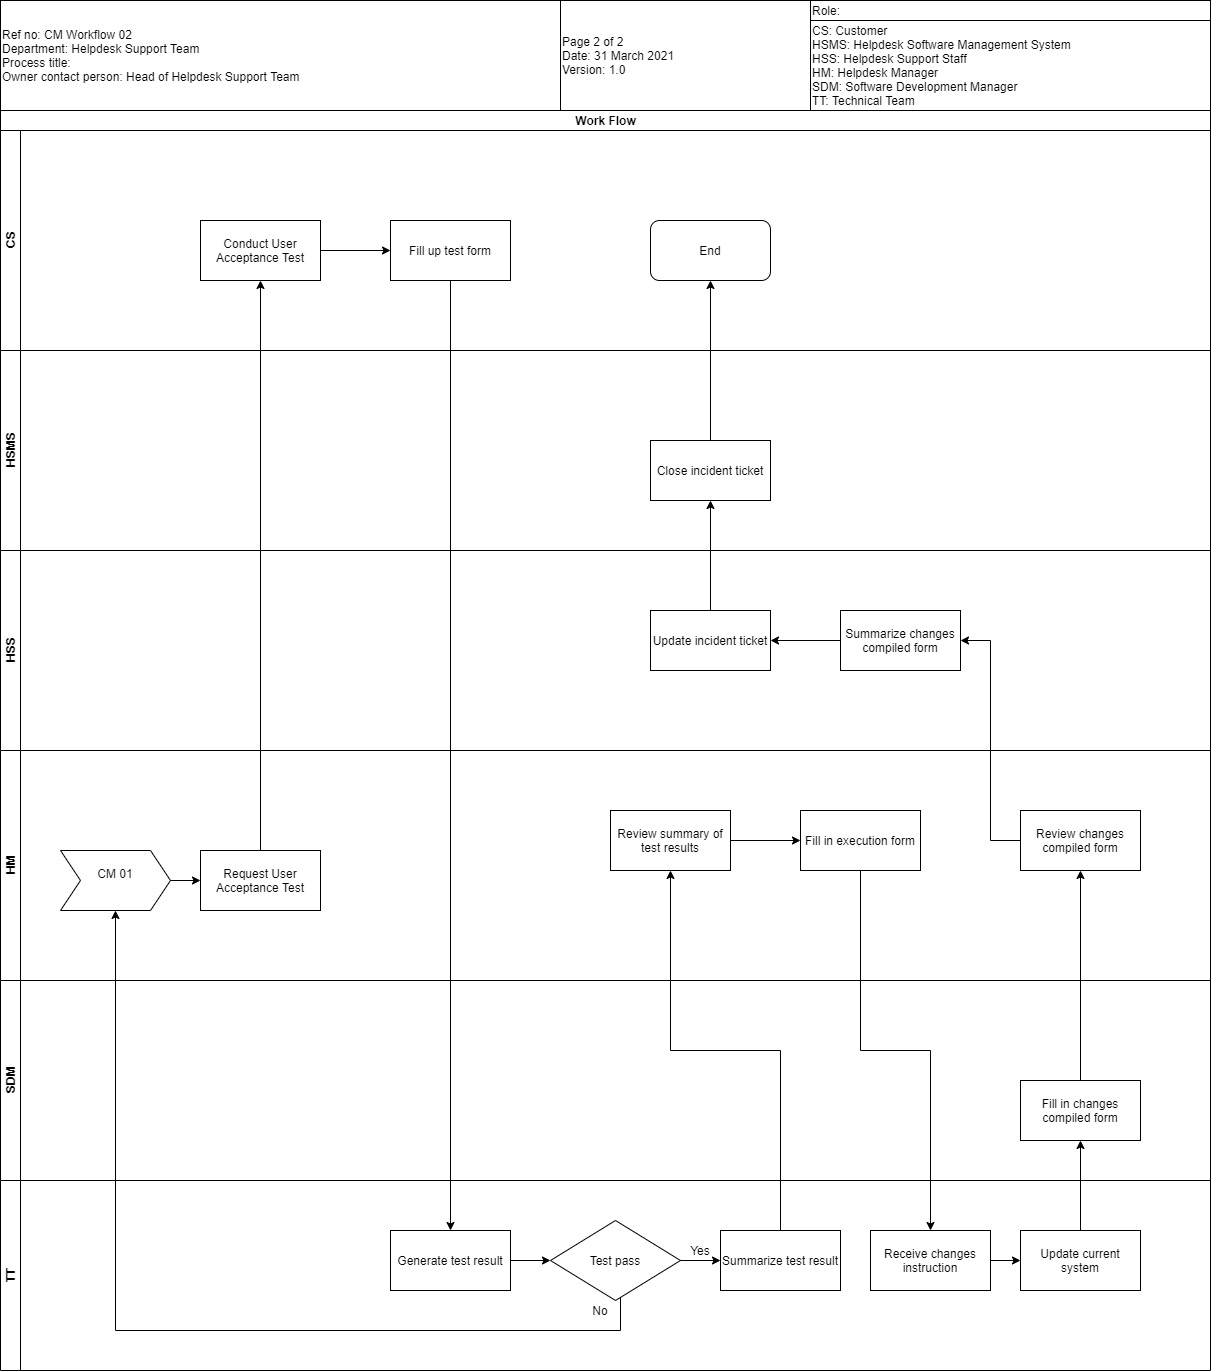 Ref no: CM Workflow 02
Department: Helpdesk Support Team
Process title:
Owner contact person: Head of Helpdesk Support Team
Page 2 of 2
Date: 31 March 2021
Version: 1.0
Role:
CS: Customer
HSMS: Helpdesk Software Management System
HSS: Helpdesk Support Staff
HM: Helpdesk Manager
SDM: Software Development Manager
TT: Technical Team
Work Flow
CS
Conduct User
Acceptance Test
Fill up test form
End
HSMS
Close incident ticket
HSS
Update incident ticket
Summarize changes
compiled form
HM
CM 01
Request User
Acceptance Test
Review summary of
test results
Fill in execution form
Review changes
compiled form
SDM
Fill in changes
compiled form
TT
Generate test result
Test pass
Yes
No
Summarize test result
Receive changes
instruction
Update current
system